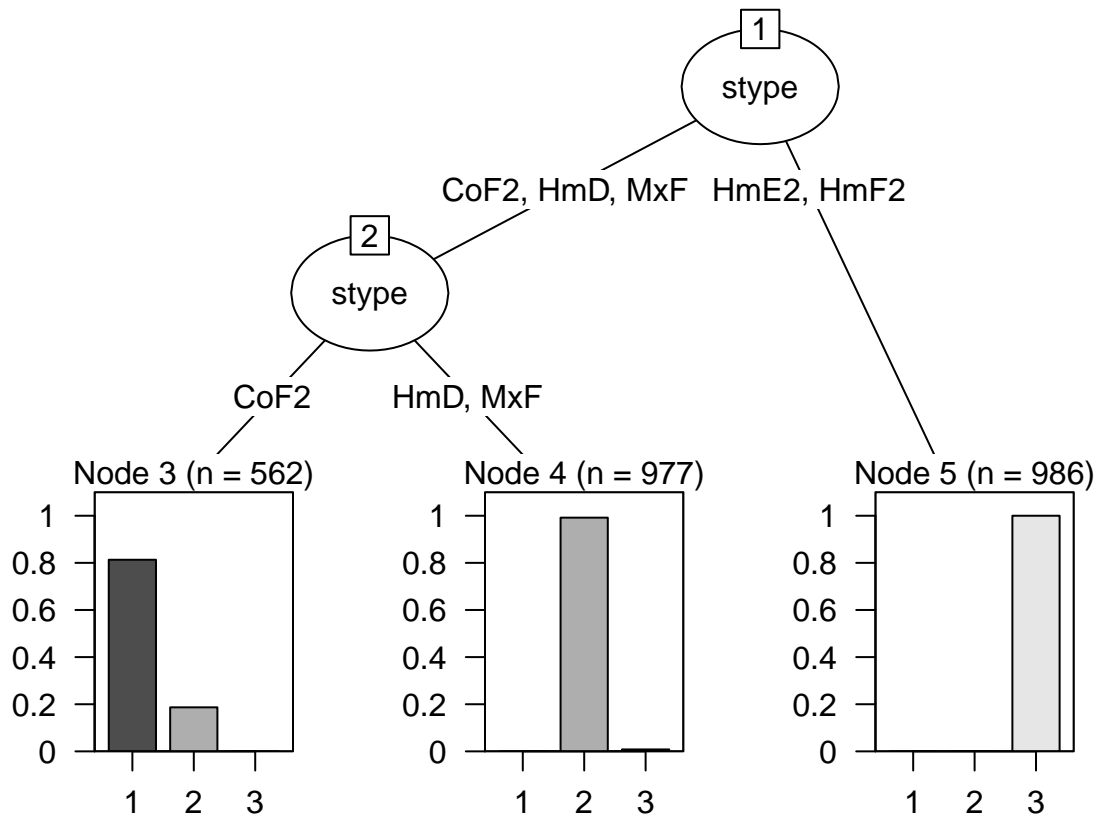 1
stype
CoF2, HmD, MxF HmE2, HmF2
2
stype
CoF2 HmD, MxF
Node 3 (n = 562) Node 4 (n = 977) Node 5 (n = 986)
1 1 1
0.8 0.8 0.8
0.6 0.6 0.6
0.4 0.4 0.4
0.2 0.2 0.2
0 0 0
1 2 3 1 2 3 1 2 3